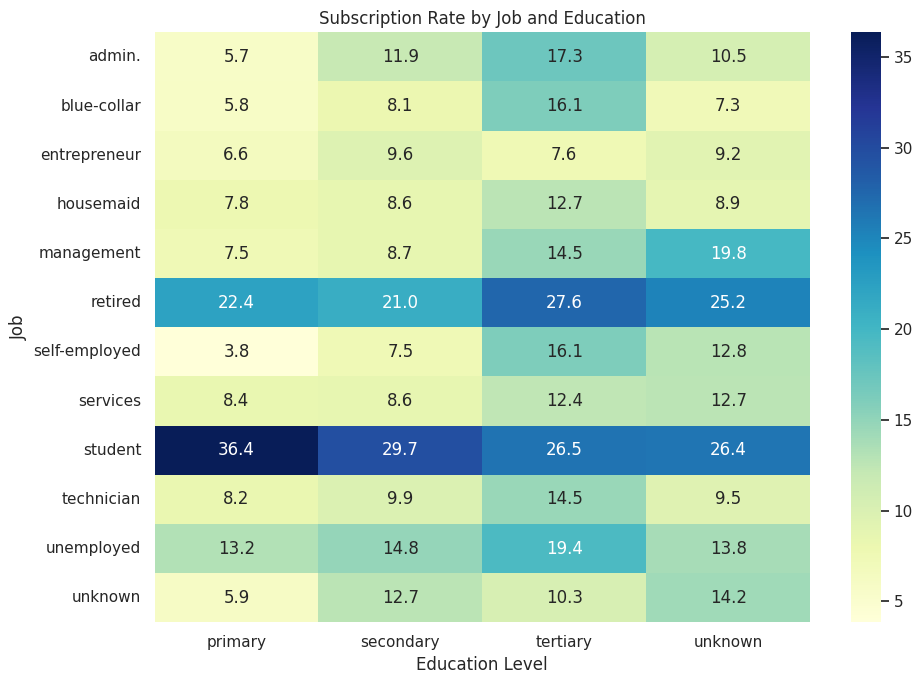 Subscription Rate by Job and Education
admin. 5.7 11.9 17.3 10.5
blue-collar 5.8 8.1 16.1 7.3
entrepreneur 6.6 9.6 7.6 9.2
housemaid 7.8 8.6 12.7 8.9
management 7.5 8.7 14.5 19.8
retired 22.4 21.0 27.6 25.2
self-employed 3.8 7.5 16.1 12.8
services 8.4 8.6 12.4 12.7
student 36.4 29.7 26.5 26.4
technician 8.2 9.9 14.5 9.5
unemployed 13.2 14.8 19.4 13.8
unknown 5.9 12.7 10.3 14.2
primary secondary tertiary unknown
Education Level
Job
35
30
25
20
15
10
5